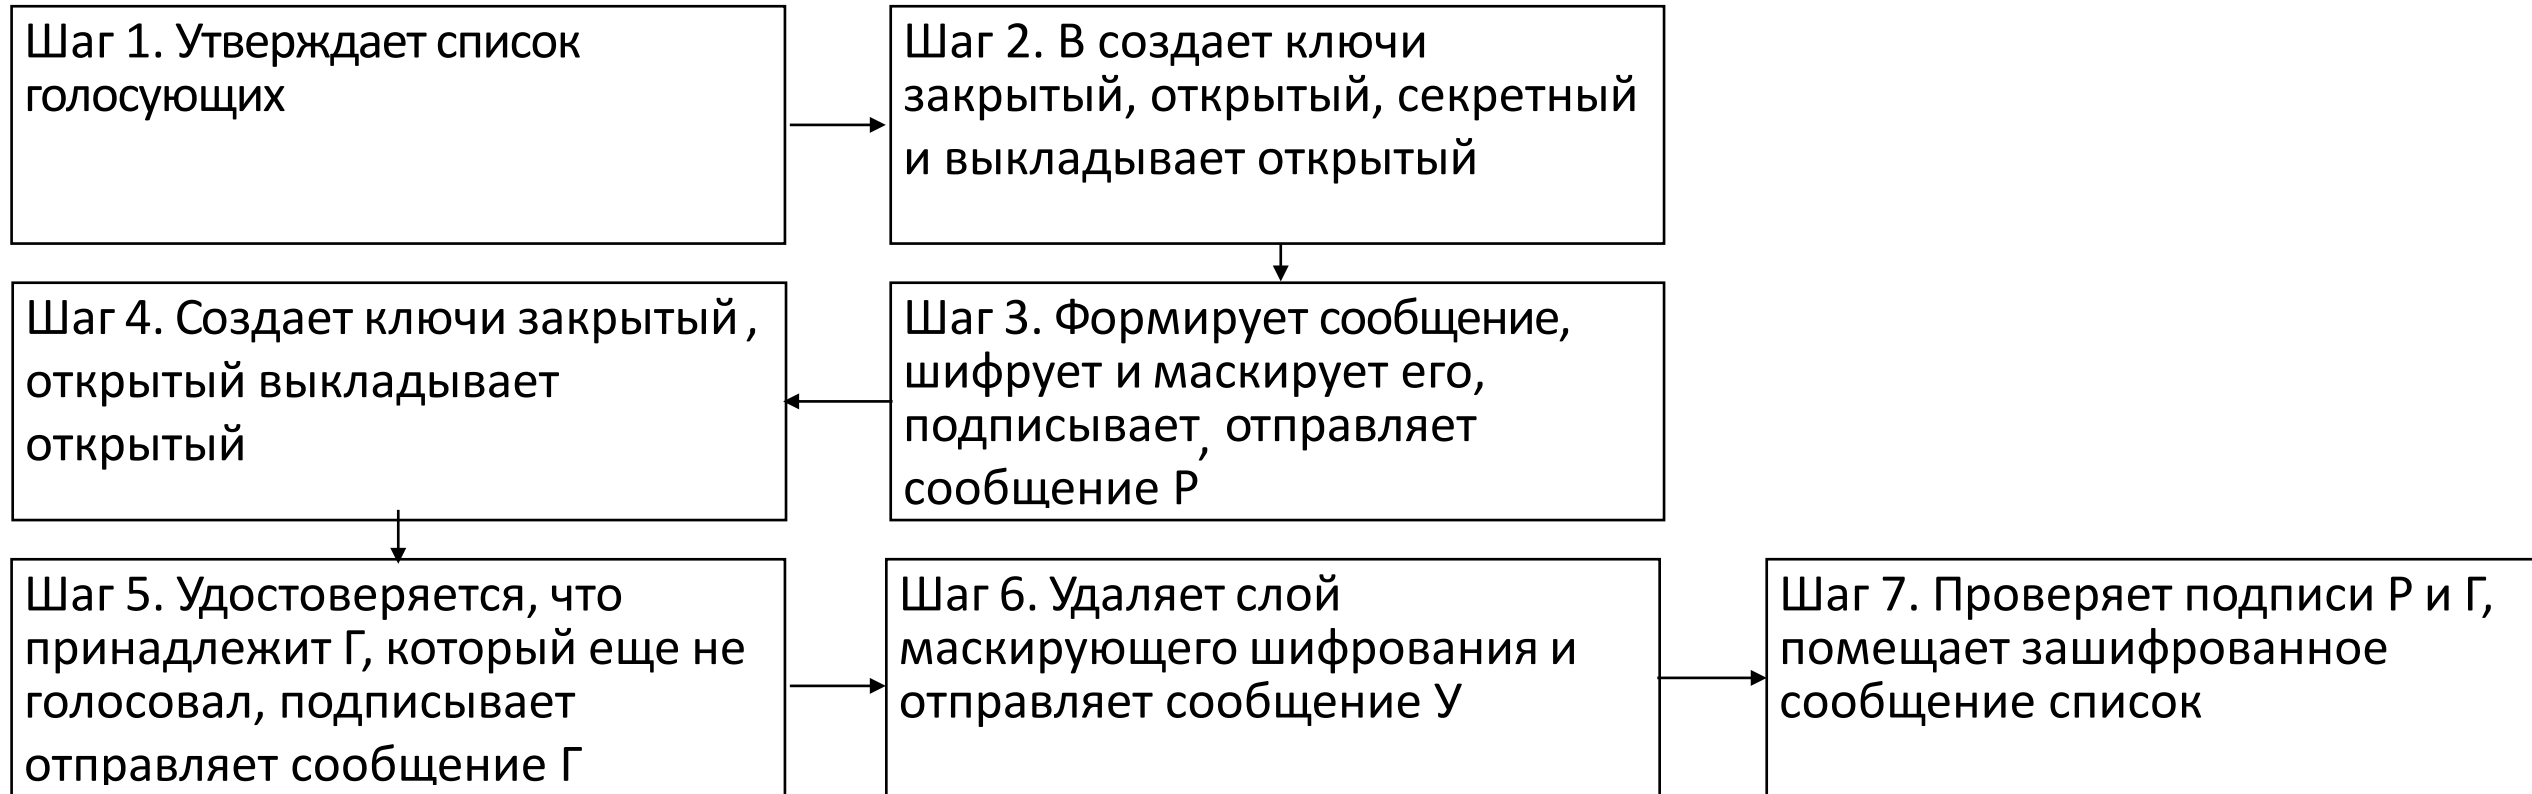 Шаг 1. Утверждает список
голосующих
Шаг 2. В создает ключи
закрытый, открытый, секретный
и выкладывает открытый
Шаг 4. Создает ключи закрытый ,
открытый выкладывает
открытый
Шаг 3. Формирует сообщение,
шифрует и маскирует его,
подписывает, отправляет
сообщение Р
Шаг 5. Удостоверяется, что
принадлежит Г, который еще не
голосовал, подписывает
отправляет сообщение Г
Шаг 6. Удаляет слой
маскирующего шифрования и
отправляет сообщение У
Шаг 7. Проверяет подписи Р и Г,
помещает зашифрованное
сообщение список